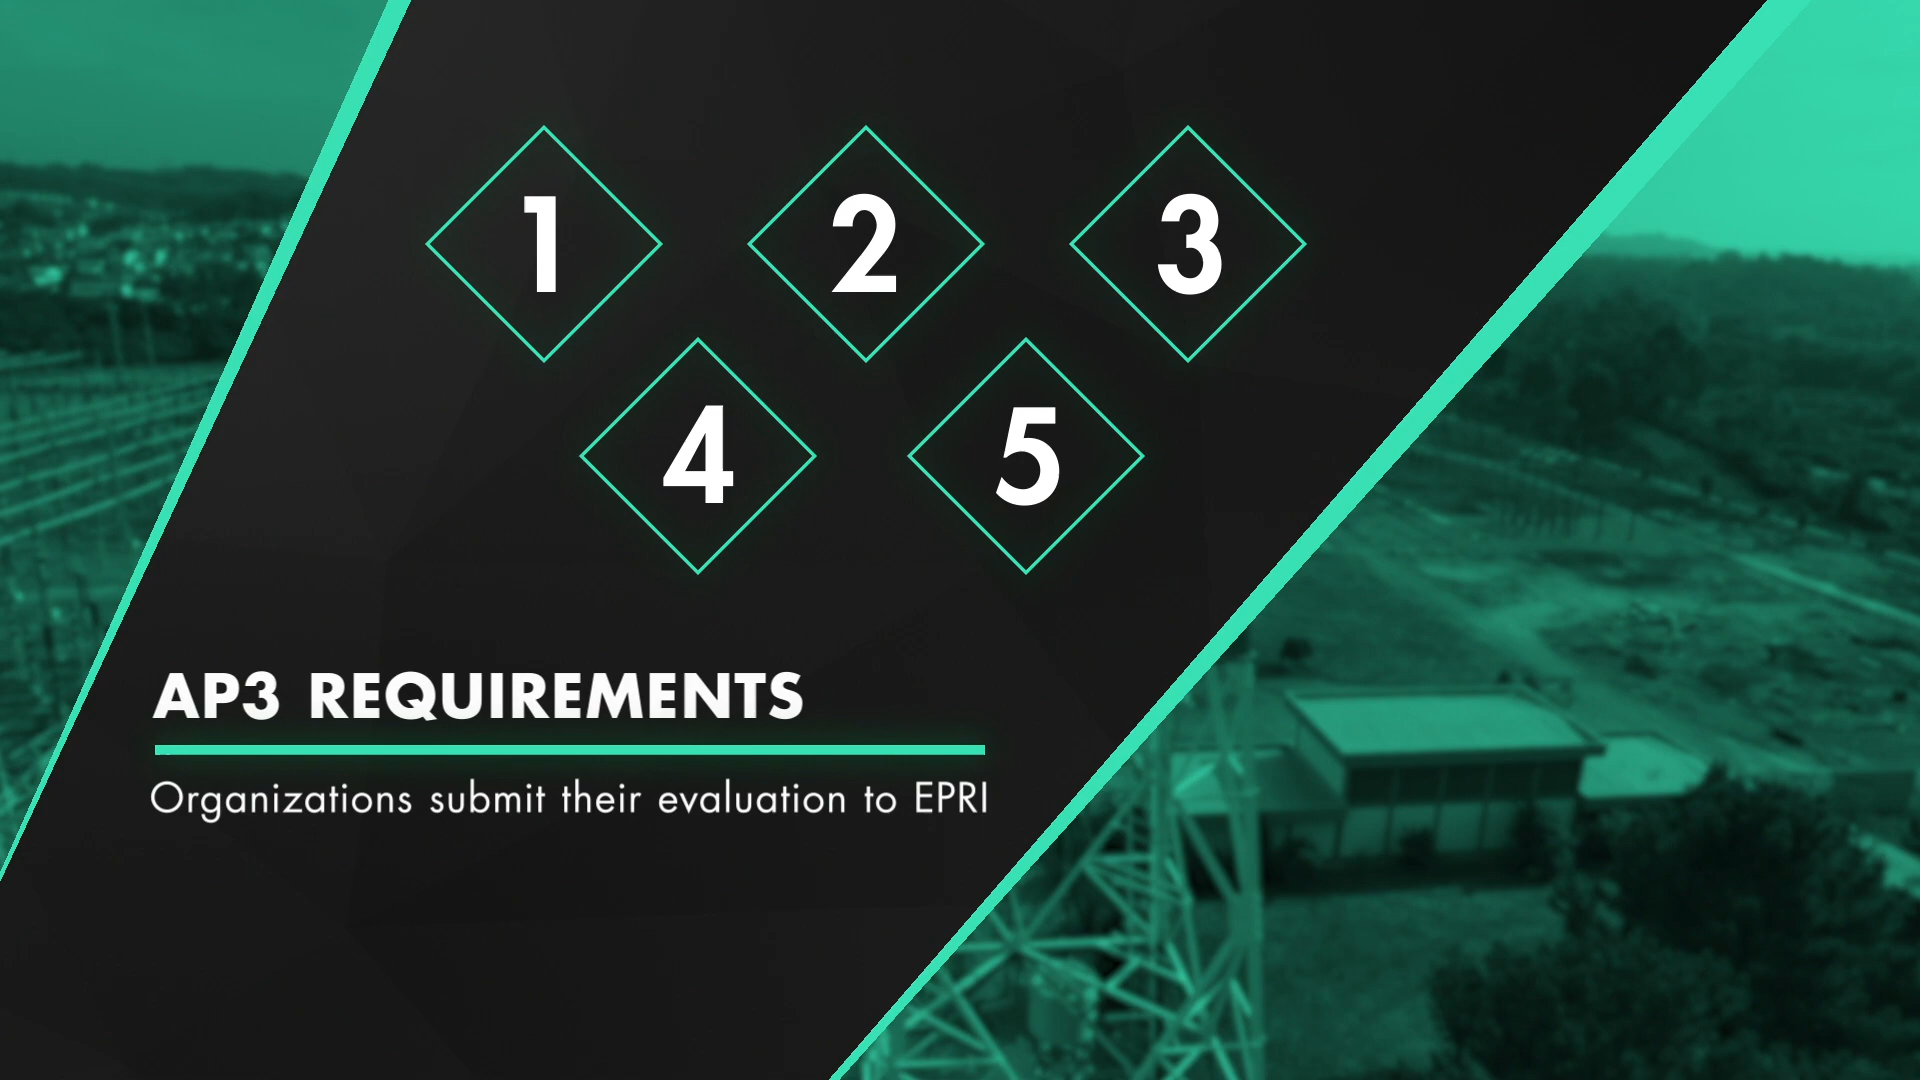 1 2 3
4 5
AP3 REQUIREMENTS
Organizations submit their evaluation to EPRI